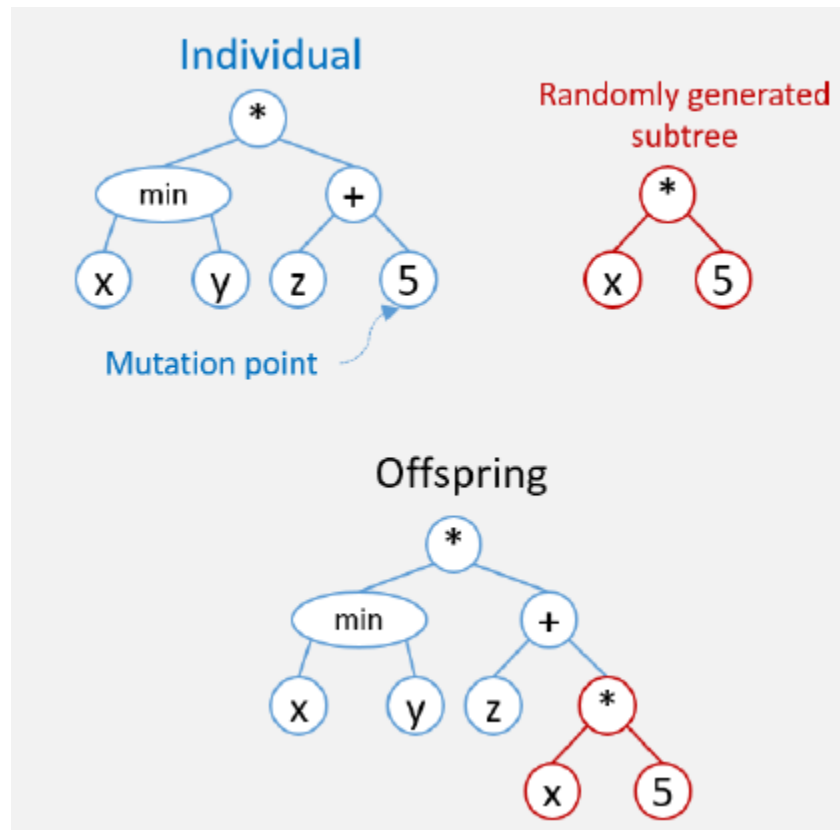 Individual
*
min +
x y z 5
Mutation point
Randomly generated
subtree
*
x 5
Offspring
*
min +
x y z *
x 5